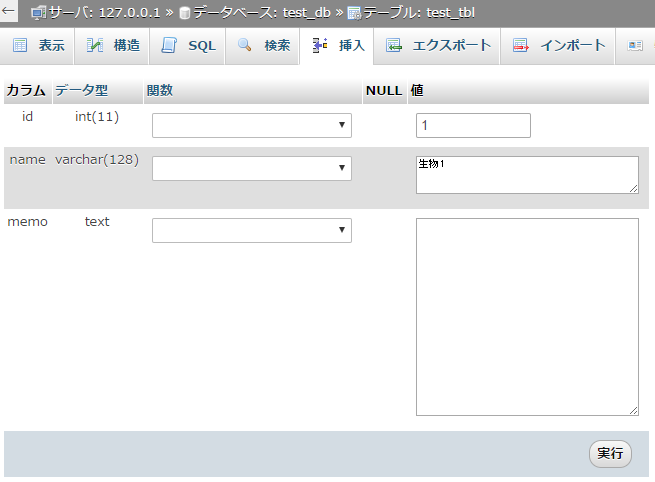 ← サーバ: 127.0.0.1 » データベース: test_db » テーブル: test_tbl
表示 構造 SQL 検索 挿入 エクスポート インポート
カラム データ型 関数 NULL 値
id int(11) 1
name varchar(128) 生物1
memo text
実行